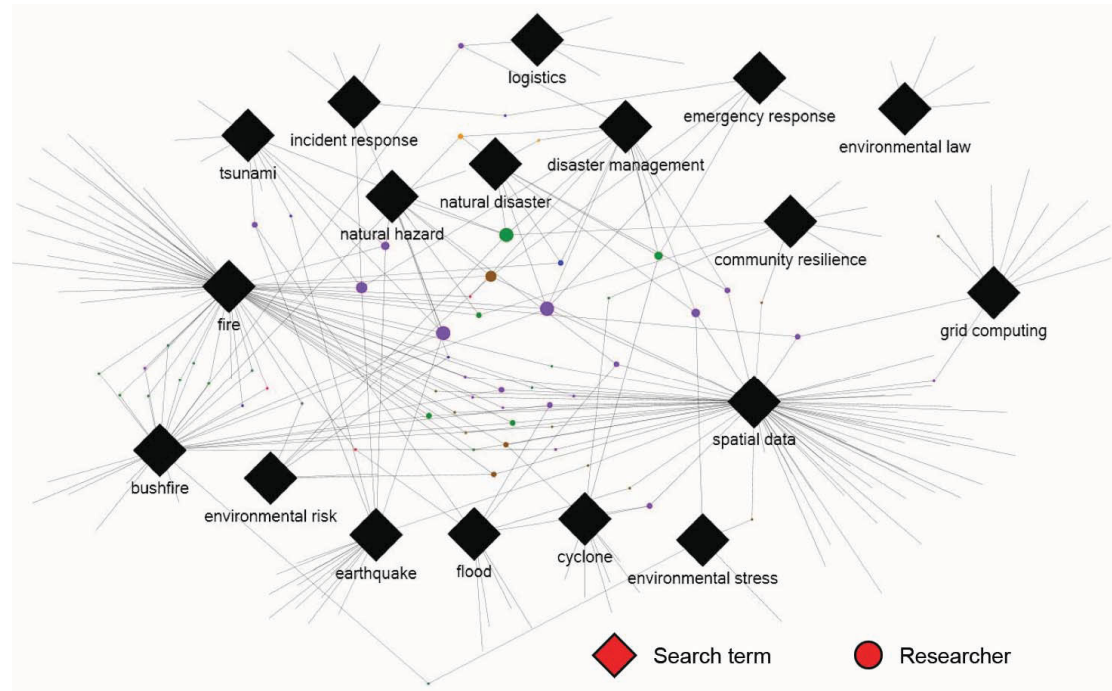 logistics
incident response
emergency response
tsunami
disaster management
environmental law
natural disaster
natural hazard
community resilience
fire
grid computing
spatial data
bushfire
environmental risk
earthquake
flood
cyclone
environmental stress
Search term
Researcher